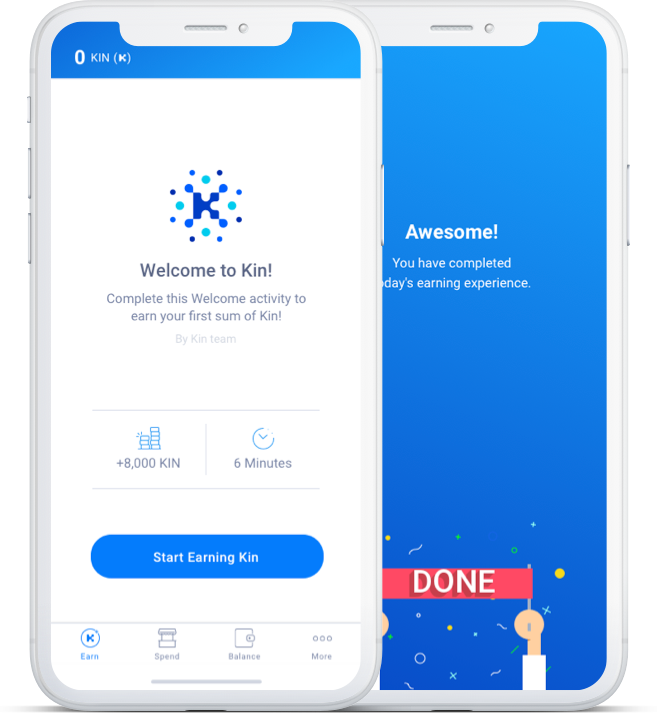 0 KIN (K)
Welcome to Kin!
Complete this Welcome activity to
earn your first sum of Kin!
By Kin team
+8,000 KIN
6 Minutes
Start Earning Kin
Earn
Spend
Balance
More
Awesome!
You have completed
day's earning experience.
DONE